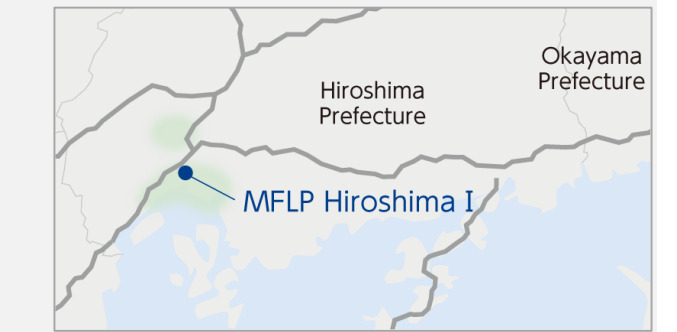 Okayama
Prefecture
Hiroshima
Prefecture
MFLP Hiroshima I